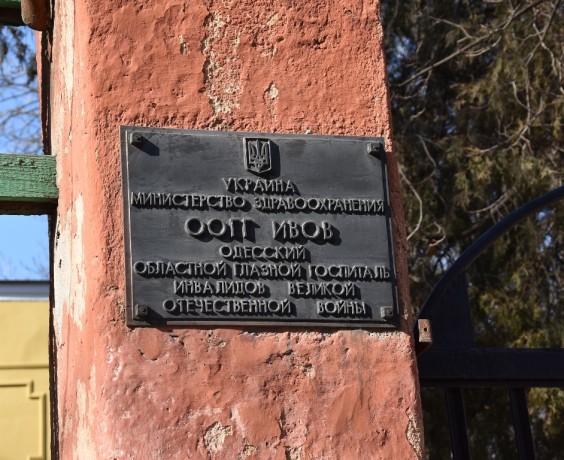 УКРАИНА
МИНИСТЕРСТВО ЗДРАВООХРАНЕНИЯ
ООГГ ИВОВ
ОДЕССКИЙ
ОБЛАСТНОЙ ГЛАЗНОЙ ГОСПИТАЛЬ
ИНВАЛИДОВ ВЕЛИКОЙ
ОТЕЧЕСТВЕННОЙ ВОЙНЫ